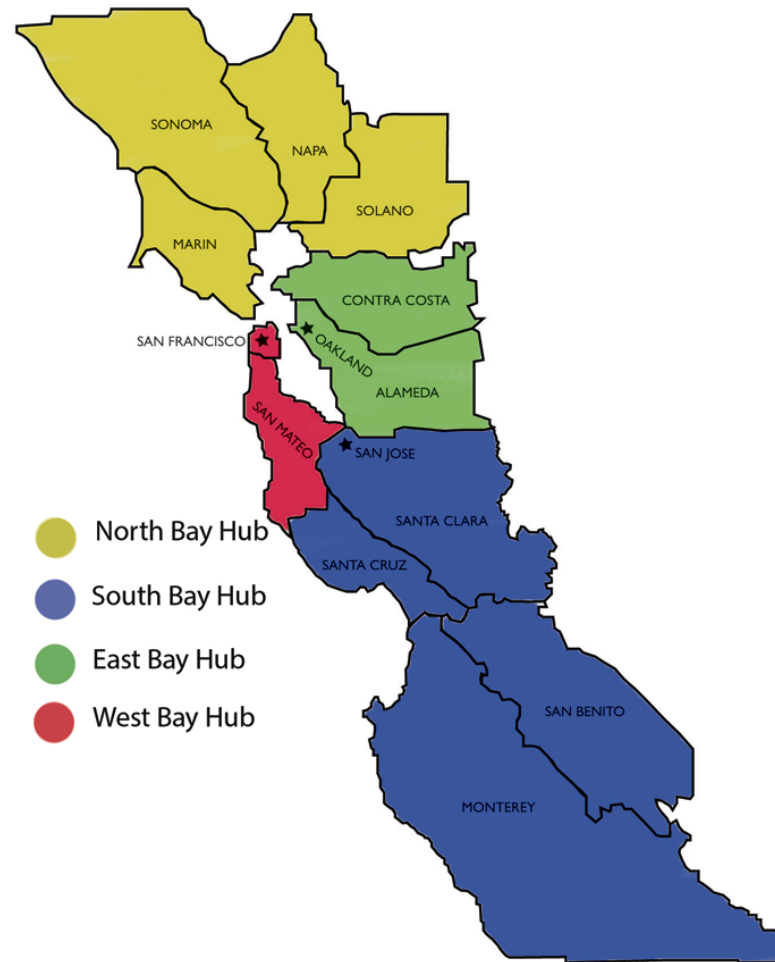 SONOMA
NAPA
SOLANO
MARIN
CONTRA COSTA
SAN FRANCISCO
OAKLAND
ALAMEDA
SAN MATEO
SAN JOSE
SANTA CLARA
SANTA CRUZ
North Bay Hub
South Bay Hub
East Bay Hub
West Bay Hub
SAN BENITO
MONTEREY